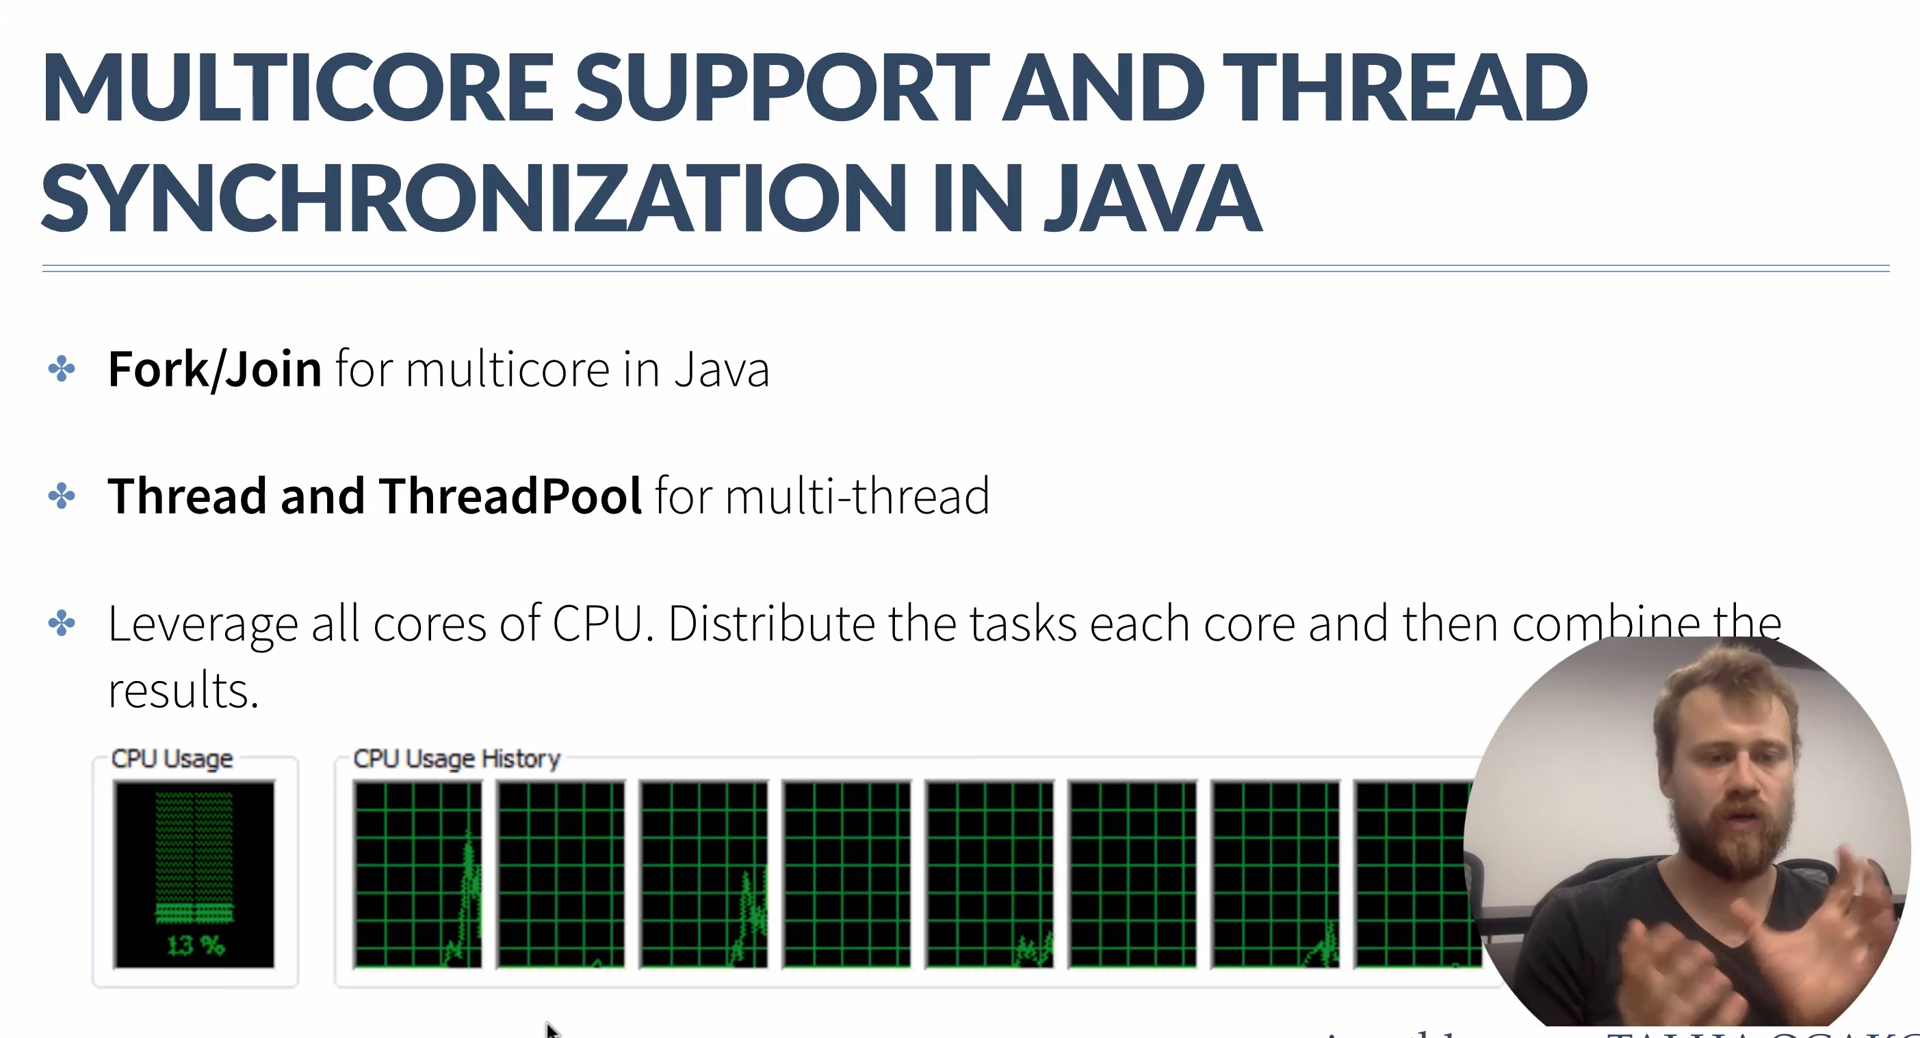 MULTICORE SUPPORT AND THREAD
SYNCHRONIZATION IN JAVA
Fork/Join for multicore in Java
Thread and ThreadPool for multi-thread
Leverage all cores of CPU. Distribute the tasks each core and then combine the
results.
CPU Usage
CPU Usage History
13 %